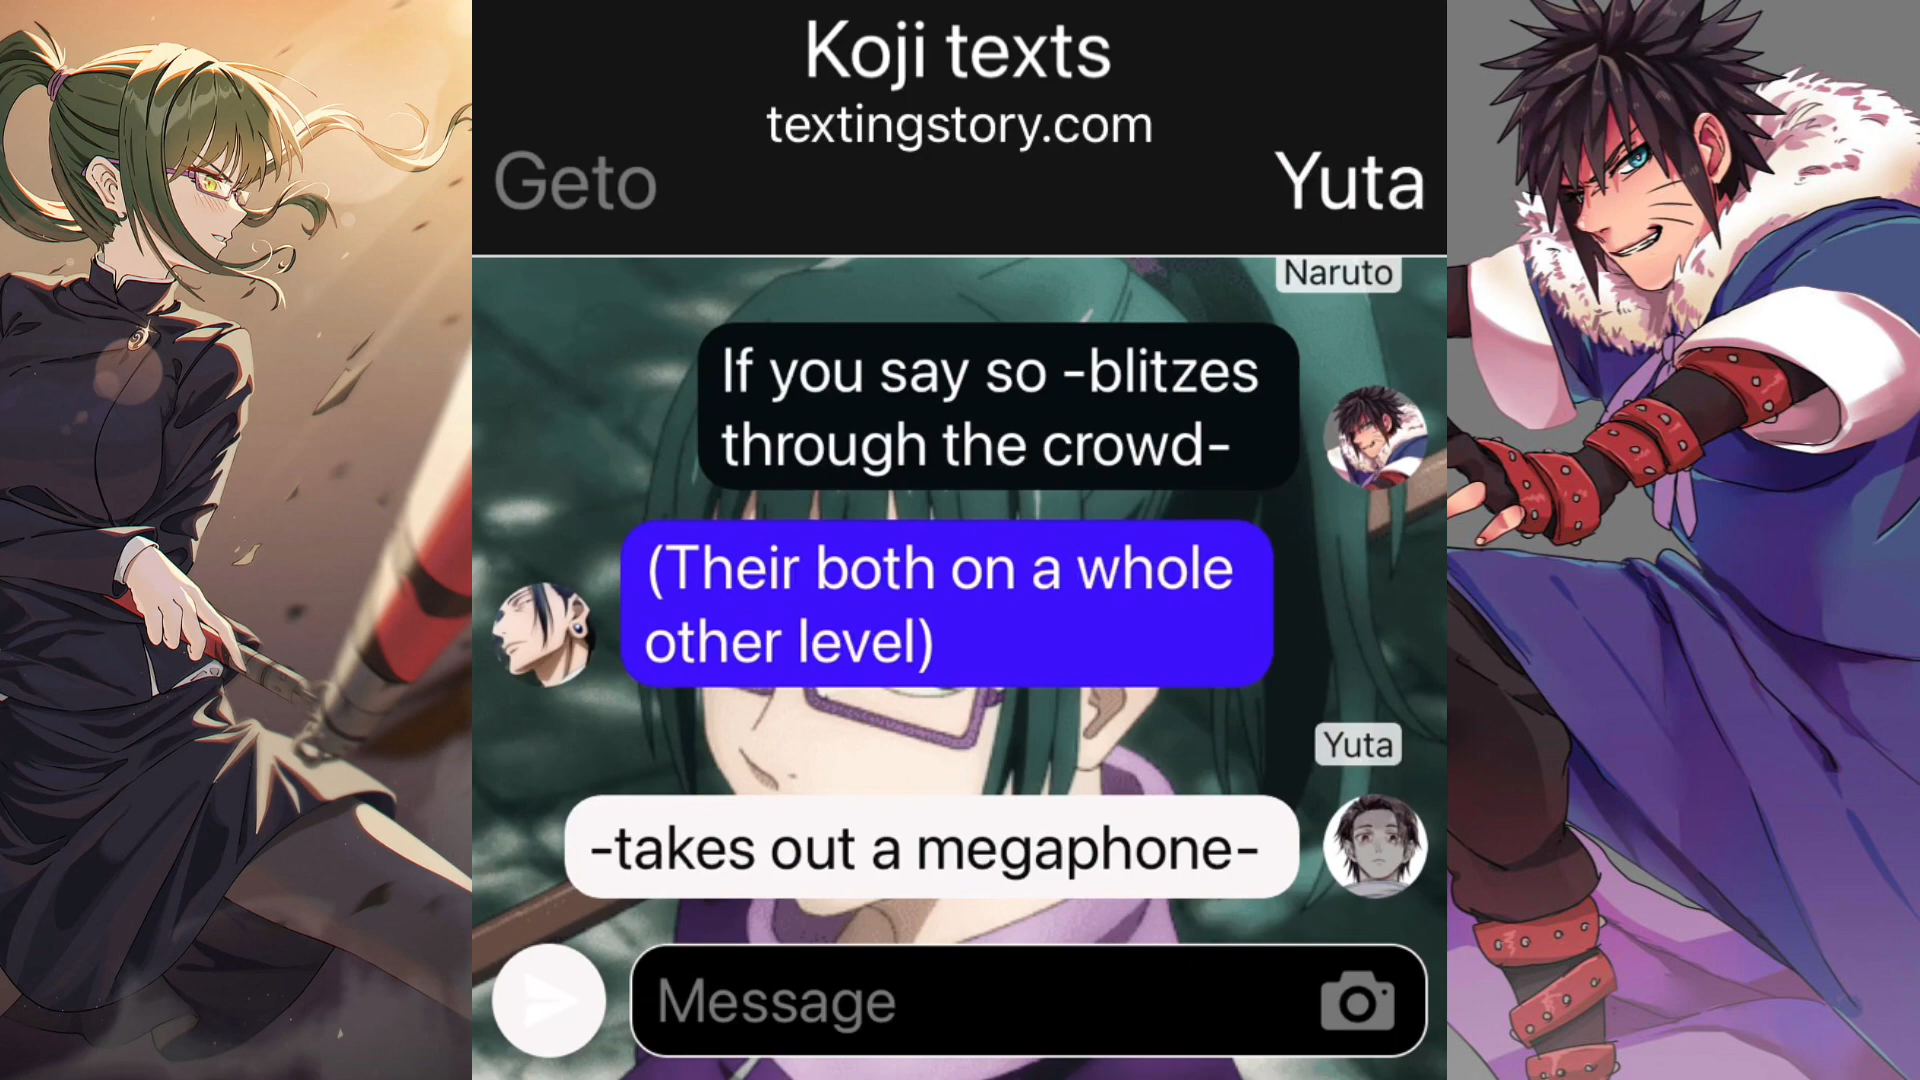 Koji texts
textingstory.com
Geto
Yuta
Naruto
If you say so -blitzes
through the crowd-
(Their both on a whole
other level)
Yuta
-takes out a megaphone-
Message